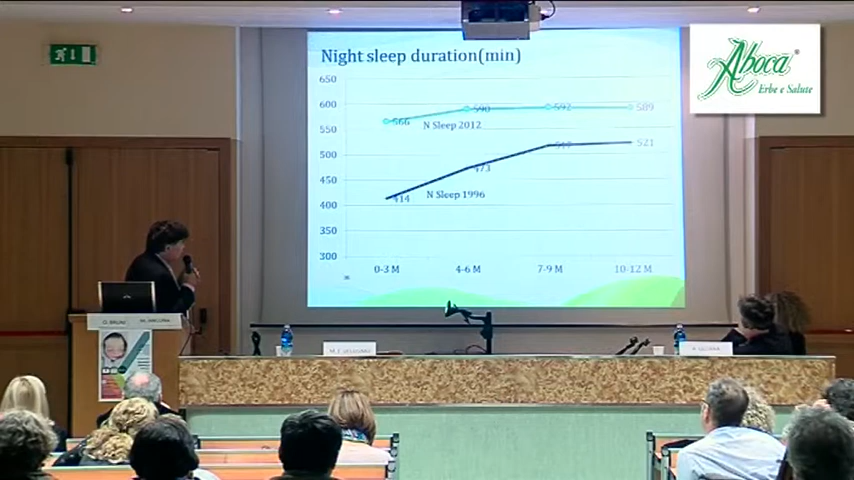 Night sleep duration(min)
650
600
550
500
450
400
350
300
566
590
592
589
N Sleep 2012
414
473
521
N Sleep 1996
0-3 M
4-6 M
7-9 M
10-12 M
Aboca®
Erbe e Salute
O. BRUNI